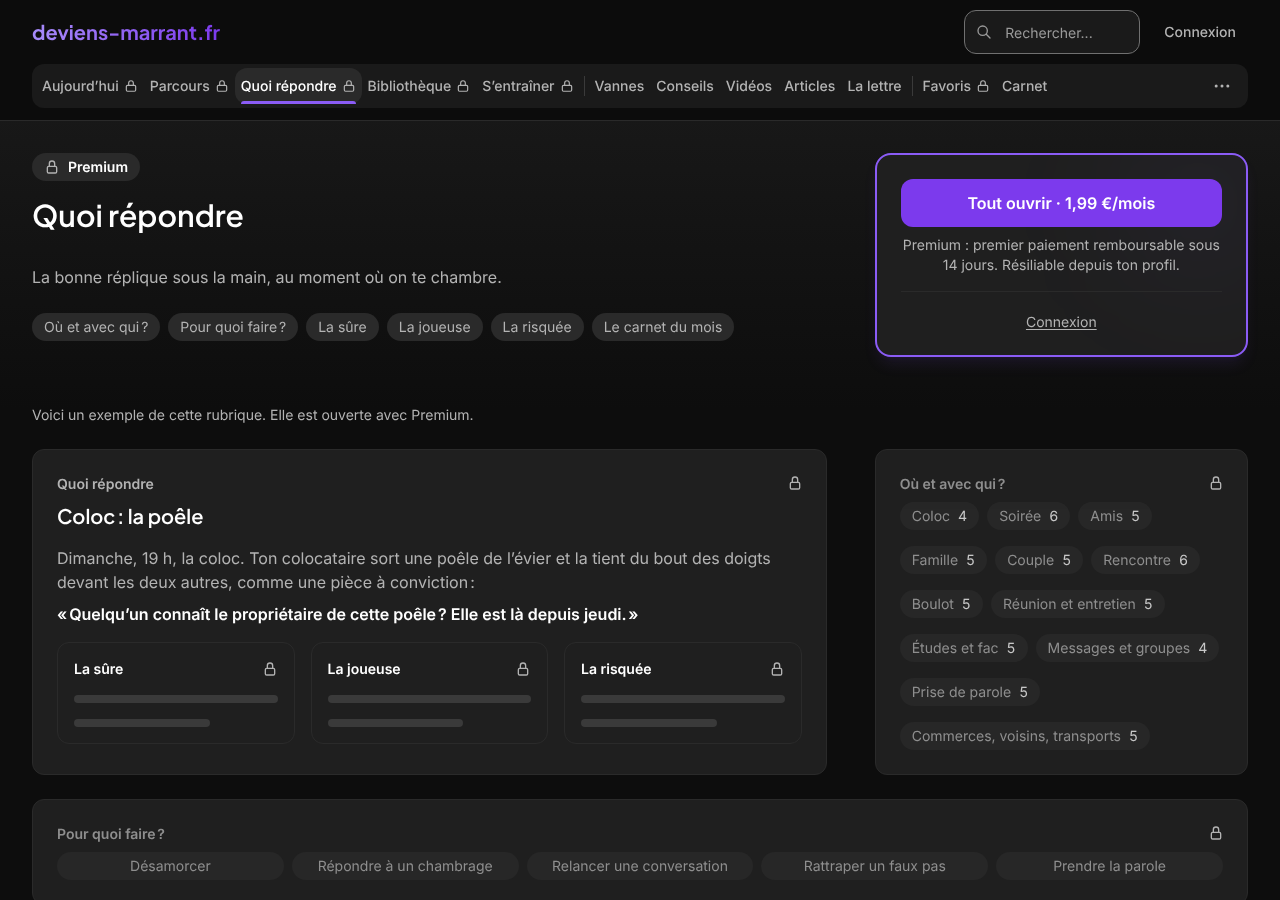 deviens-marrant.fr
Rechercher...
Connexion
Aujourd’hui
Parcours
Quoi répondre
Bibliothèque
S’entraîner
Vannes
Conseils
Vidéos
Articles
La lettre
Favoris
Carnet
Premium
Quoi répondre
La bonne réplique sous la main, au moment où on te chambre.
Où et avec qui ?
Pour quoi faire ?
La sûre
La joueuse
La risquée
Le carnet du mois
Tout ouvrir · 1,99 €/mois
Premium : premier paiement remboursable sous
14 jours. Résiliable depuis ton profil.
Connexion
Voici un exemple de cette rubrique. Elle est ouverte avec Premium.
Quoi répondre
Coloc : la poêle
Dimanche, 19 h, la coloc. Ton colocataire sort une poêle de l’évier et la tient du bout des doigts
devant les deux autres, comme une pièce à conviction :
« Quelqu’un connaît le propriétaire de cette poêle ? Elle est là depuis jeudi. »
La sûre
La joueuse
La risquée
Où et avec qui ?
Coloc 4
Soirée 6
Amis 5
Famille 5
Couple 5
Rencontre 6
Boulot 5
Réunion et entretien 5
Études et fac 5
Messages et groupes 4
Prise de parole 5
Commerces, voisins, transports 5
Pour quoi faire ?
Désamorcer
Répondre à un chambrage
Relancer une conversation
Rattraper un faux pas
Prendre la parole